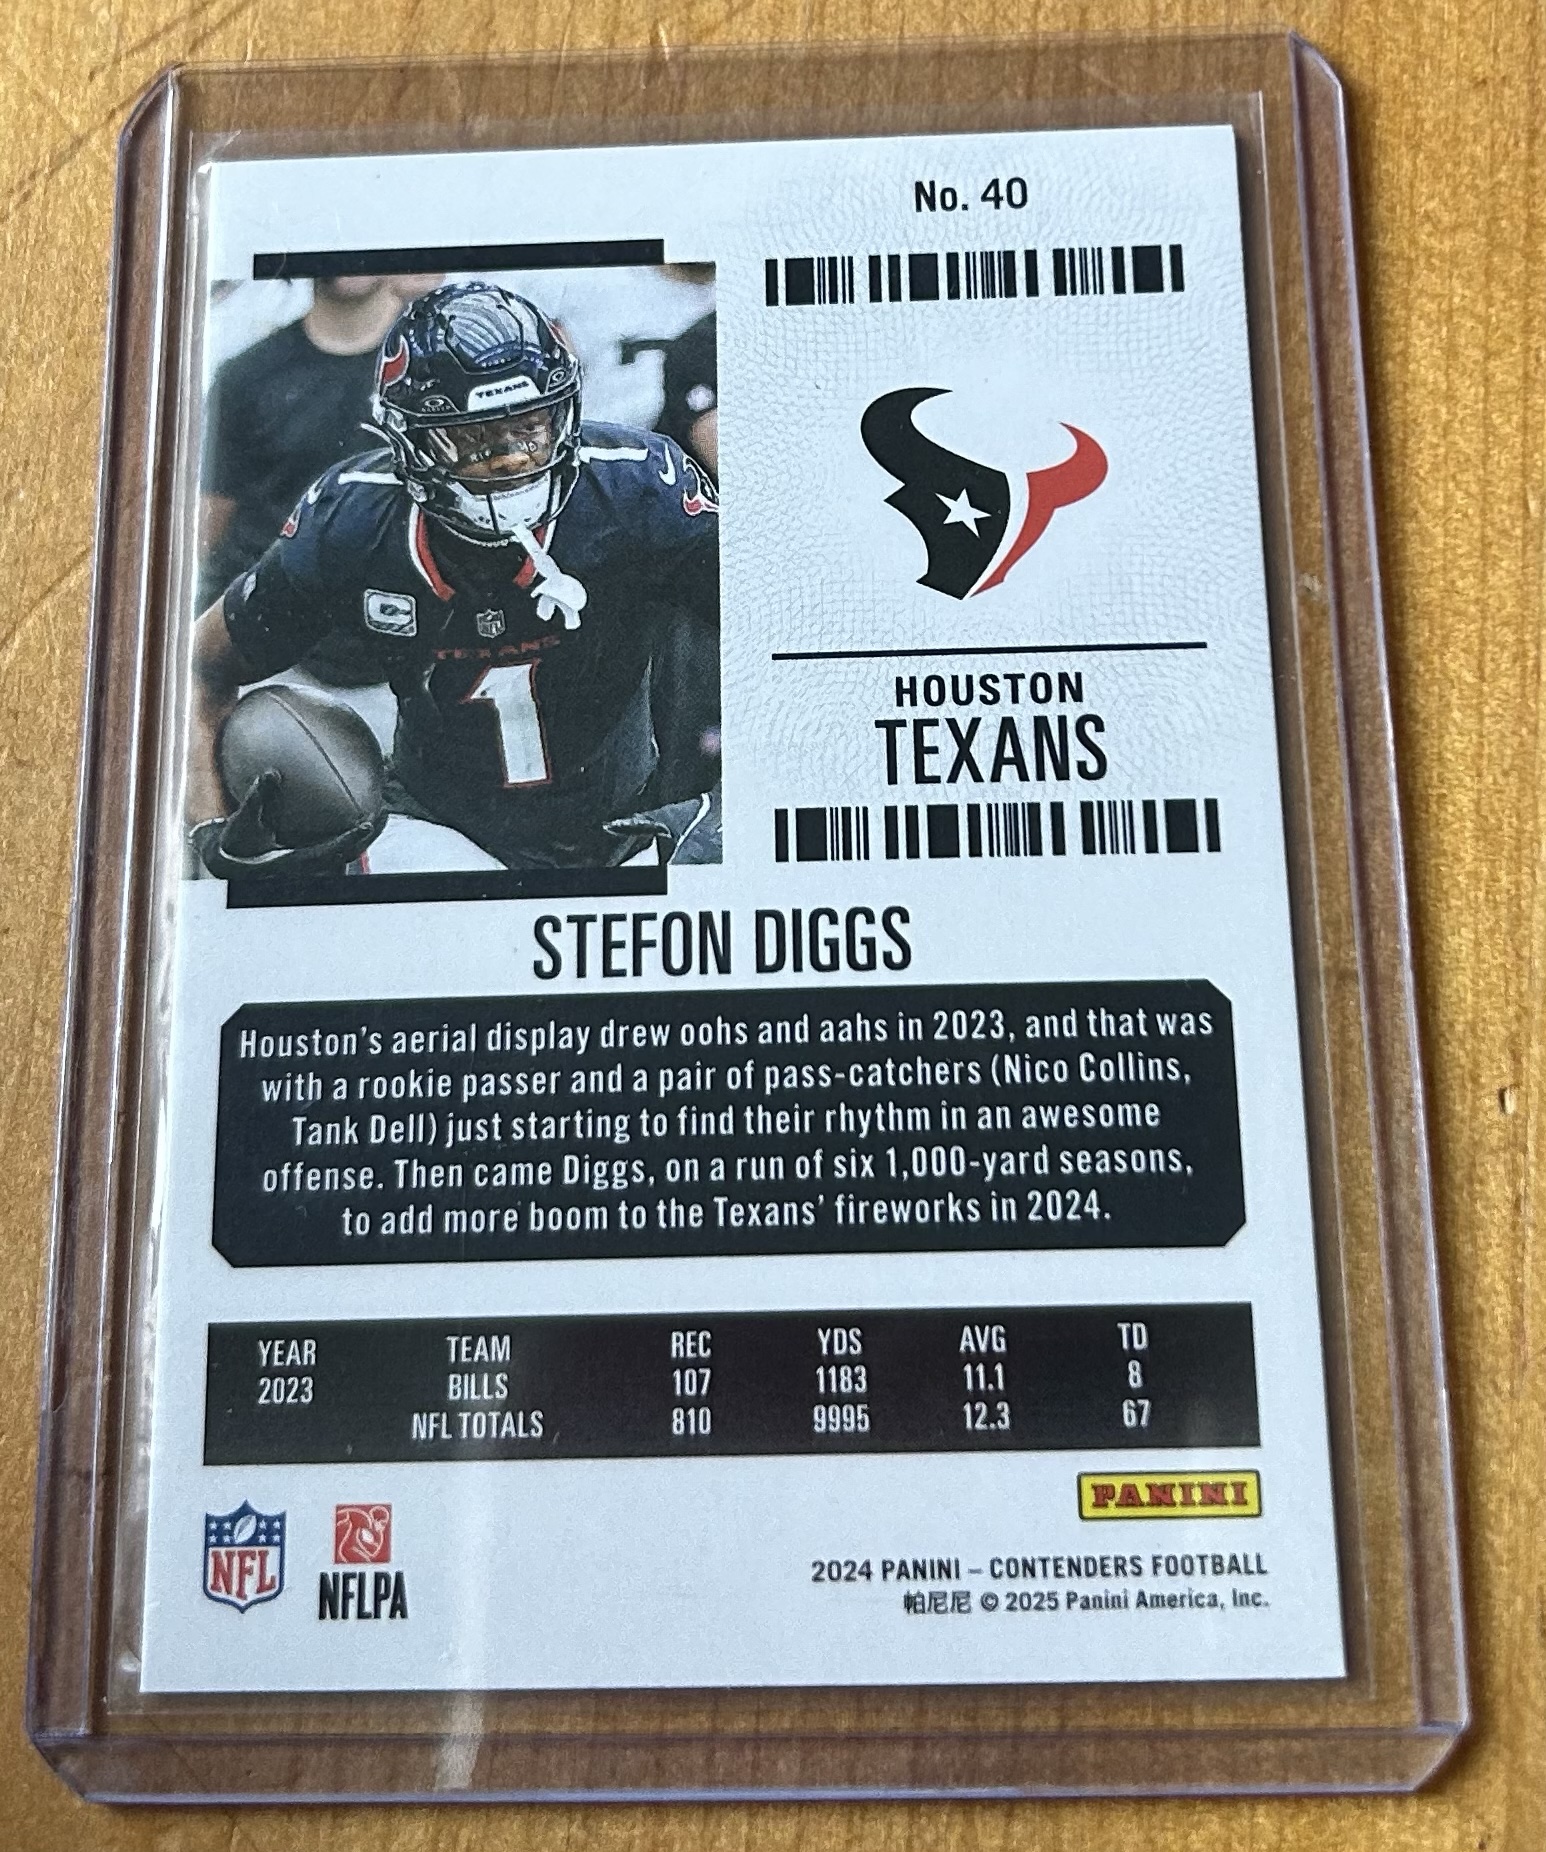 No. 40
TEXANS
TEXANS
1
HOUSTON
TEXANS
STEFON DIGGS
Houston's aerial display drew oohs and aahs in 2023, and that was
with a rookie passer and a pair of pass-catchers (Nico Collins,
Tank Dell) just starting to find their rhythm in an awesome
offense. Then came Diggs, on a run of six 1,000-yard seasons,
to add more boom to the Texans' fireworks in 2024.
YEAR TEAM REC YDS AVG TD
2023 BILLS 107 1183 11.1 8
NFL TOTALS 810 9995 12.3 67
PANINI
NFL
NFLPA
2024 PANINI – CONTENDERS FOOTBALL
帕尼尼 © 2025 Panini America, Inc.